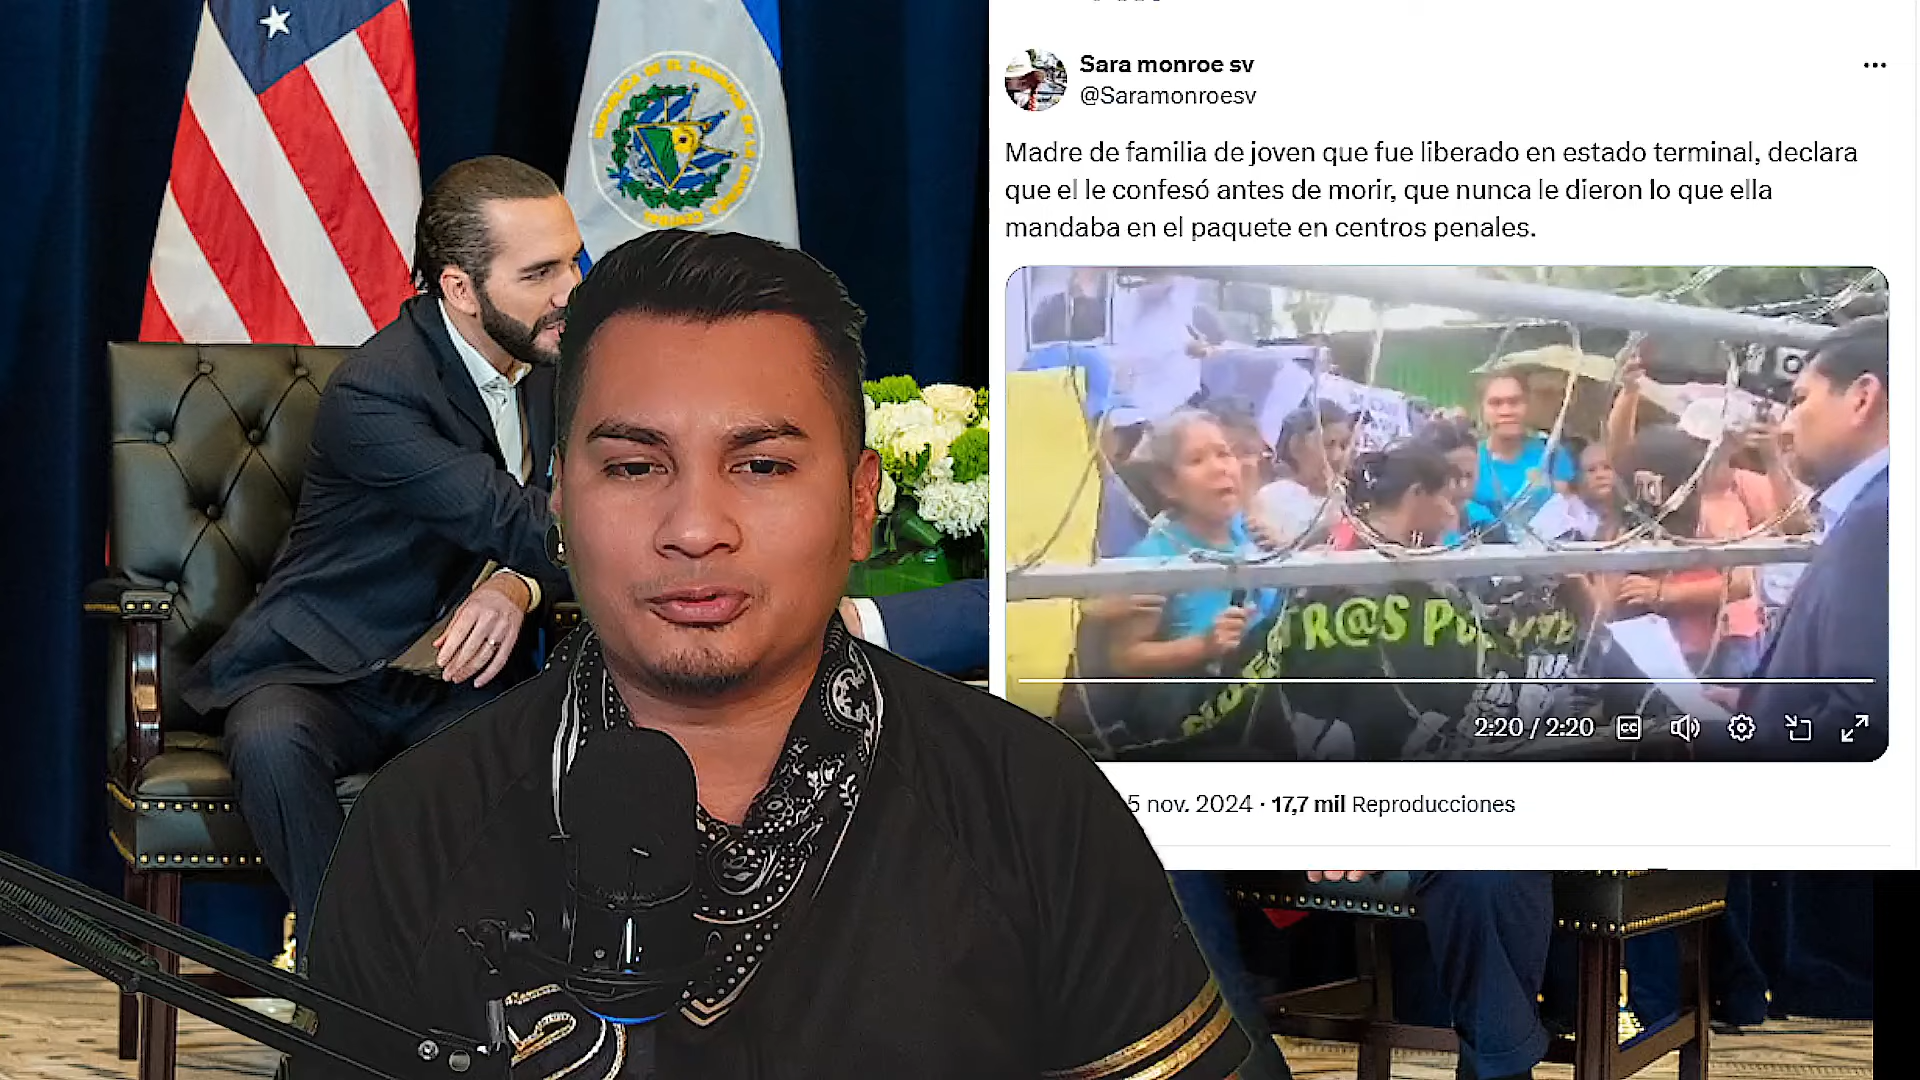 Sara monroe sv
@Saramonroesv
Madre de familia de joven que fue liberado en estado terminal, declara
que el le confesó antes de morir, que nunca le dieron lo que ella
mandaba en el paquete en centros penales.
TR@S
2:20 / 2:20
CC
5 nov. 2024 · 17,7 mil Reproducciones